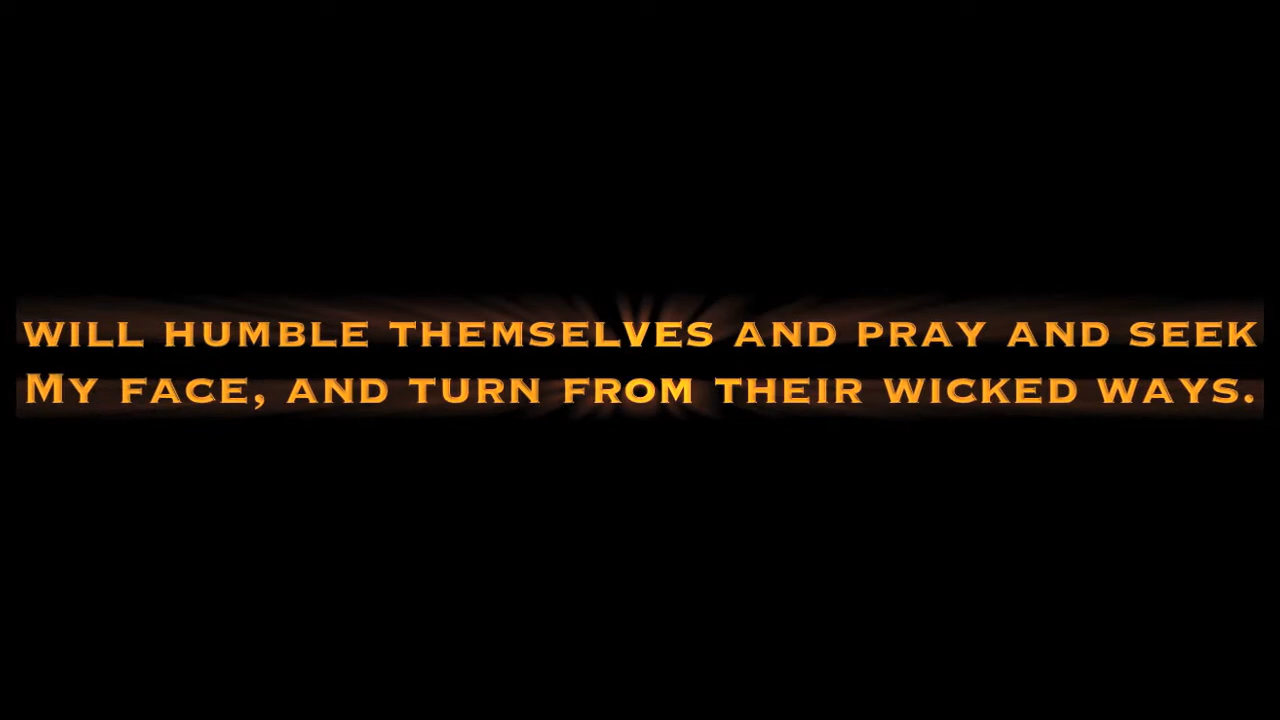 will humble themselves and pray and seek
My face, and turn from their wicked ways.